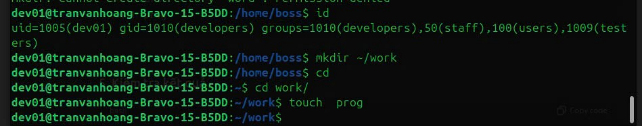 mkdir: cannot create directory 'word': Permission denied
dev01@tranvanhoang-Bravo-15-B5DD:/home/boss$ id
uid=1005(dev01) gid=1010(developers) groups=1010(developers),50(staff),100(users),1009(test
ers)
dev01@tranvanhoang-Bravo-15-B5DD:/home/boss$ mkdir ~/work
dev01@tranvanhoang-Bravo-15-B5DD:/home/boss$ cd
dev01@tranvanhoang-Bravo-15-B5DD:~$ cd work/
dev01@tranvanhoang-Bravo-15-B5DD:~/work$ touch  prog
dev01@tranvanhoang-Bravo-15-B5DD:~/work$